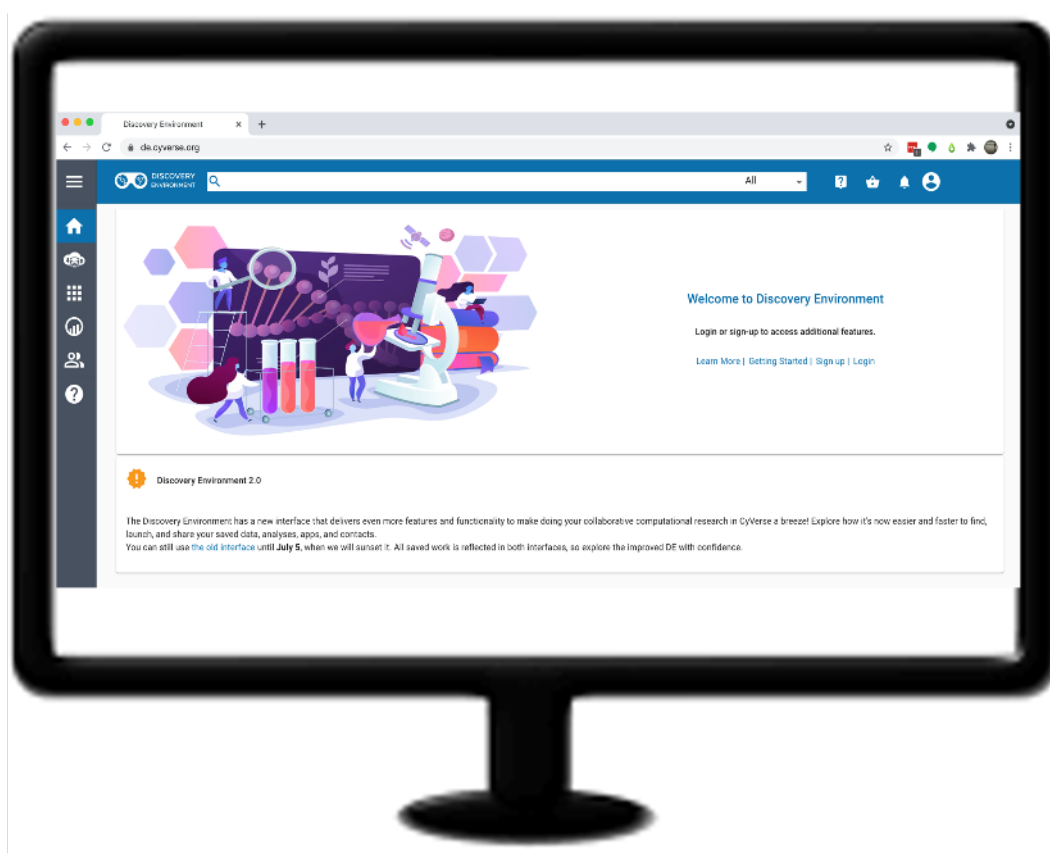 Discovery Environment
de.cyverse.org
DISCOVERY
ENVIRONMENT
All
Welcome to Discovery Environment
Login or sign-up to access additional features.
Learn More | Getting Started | Sign up | Login
Discovery Environment 2.0
The Discovery Environment has a new interface that delivers even more features and functionality to make doing your collaborative computational research in CyVerse a breeze! Explore how it's now easier and faster to find,
launch, and share your saved data, analyses, apps, and contacts.
You can still use the old interface until July 5, when we will sunset it. All saved work is reflected in both interfaces, so explore the improved DE with confidence.